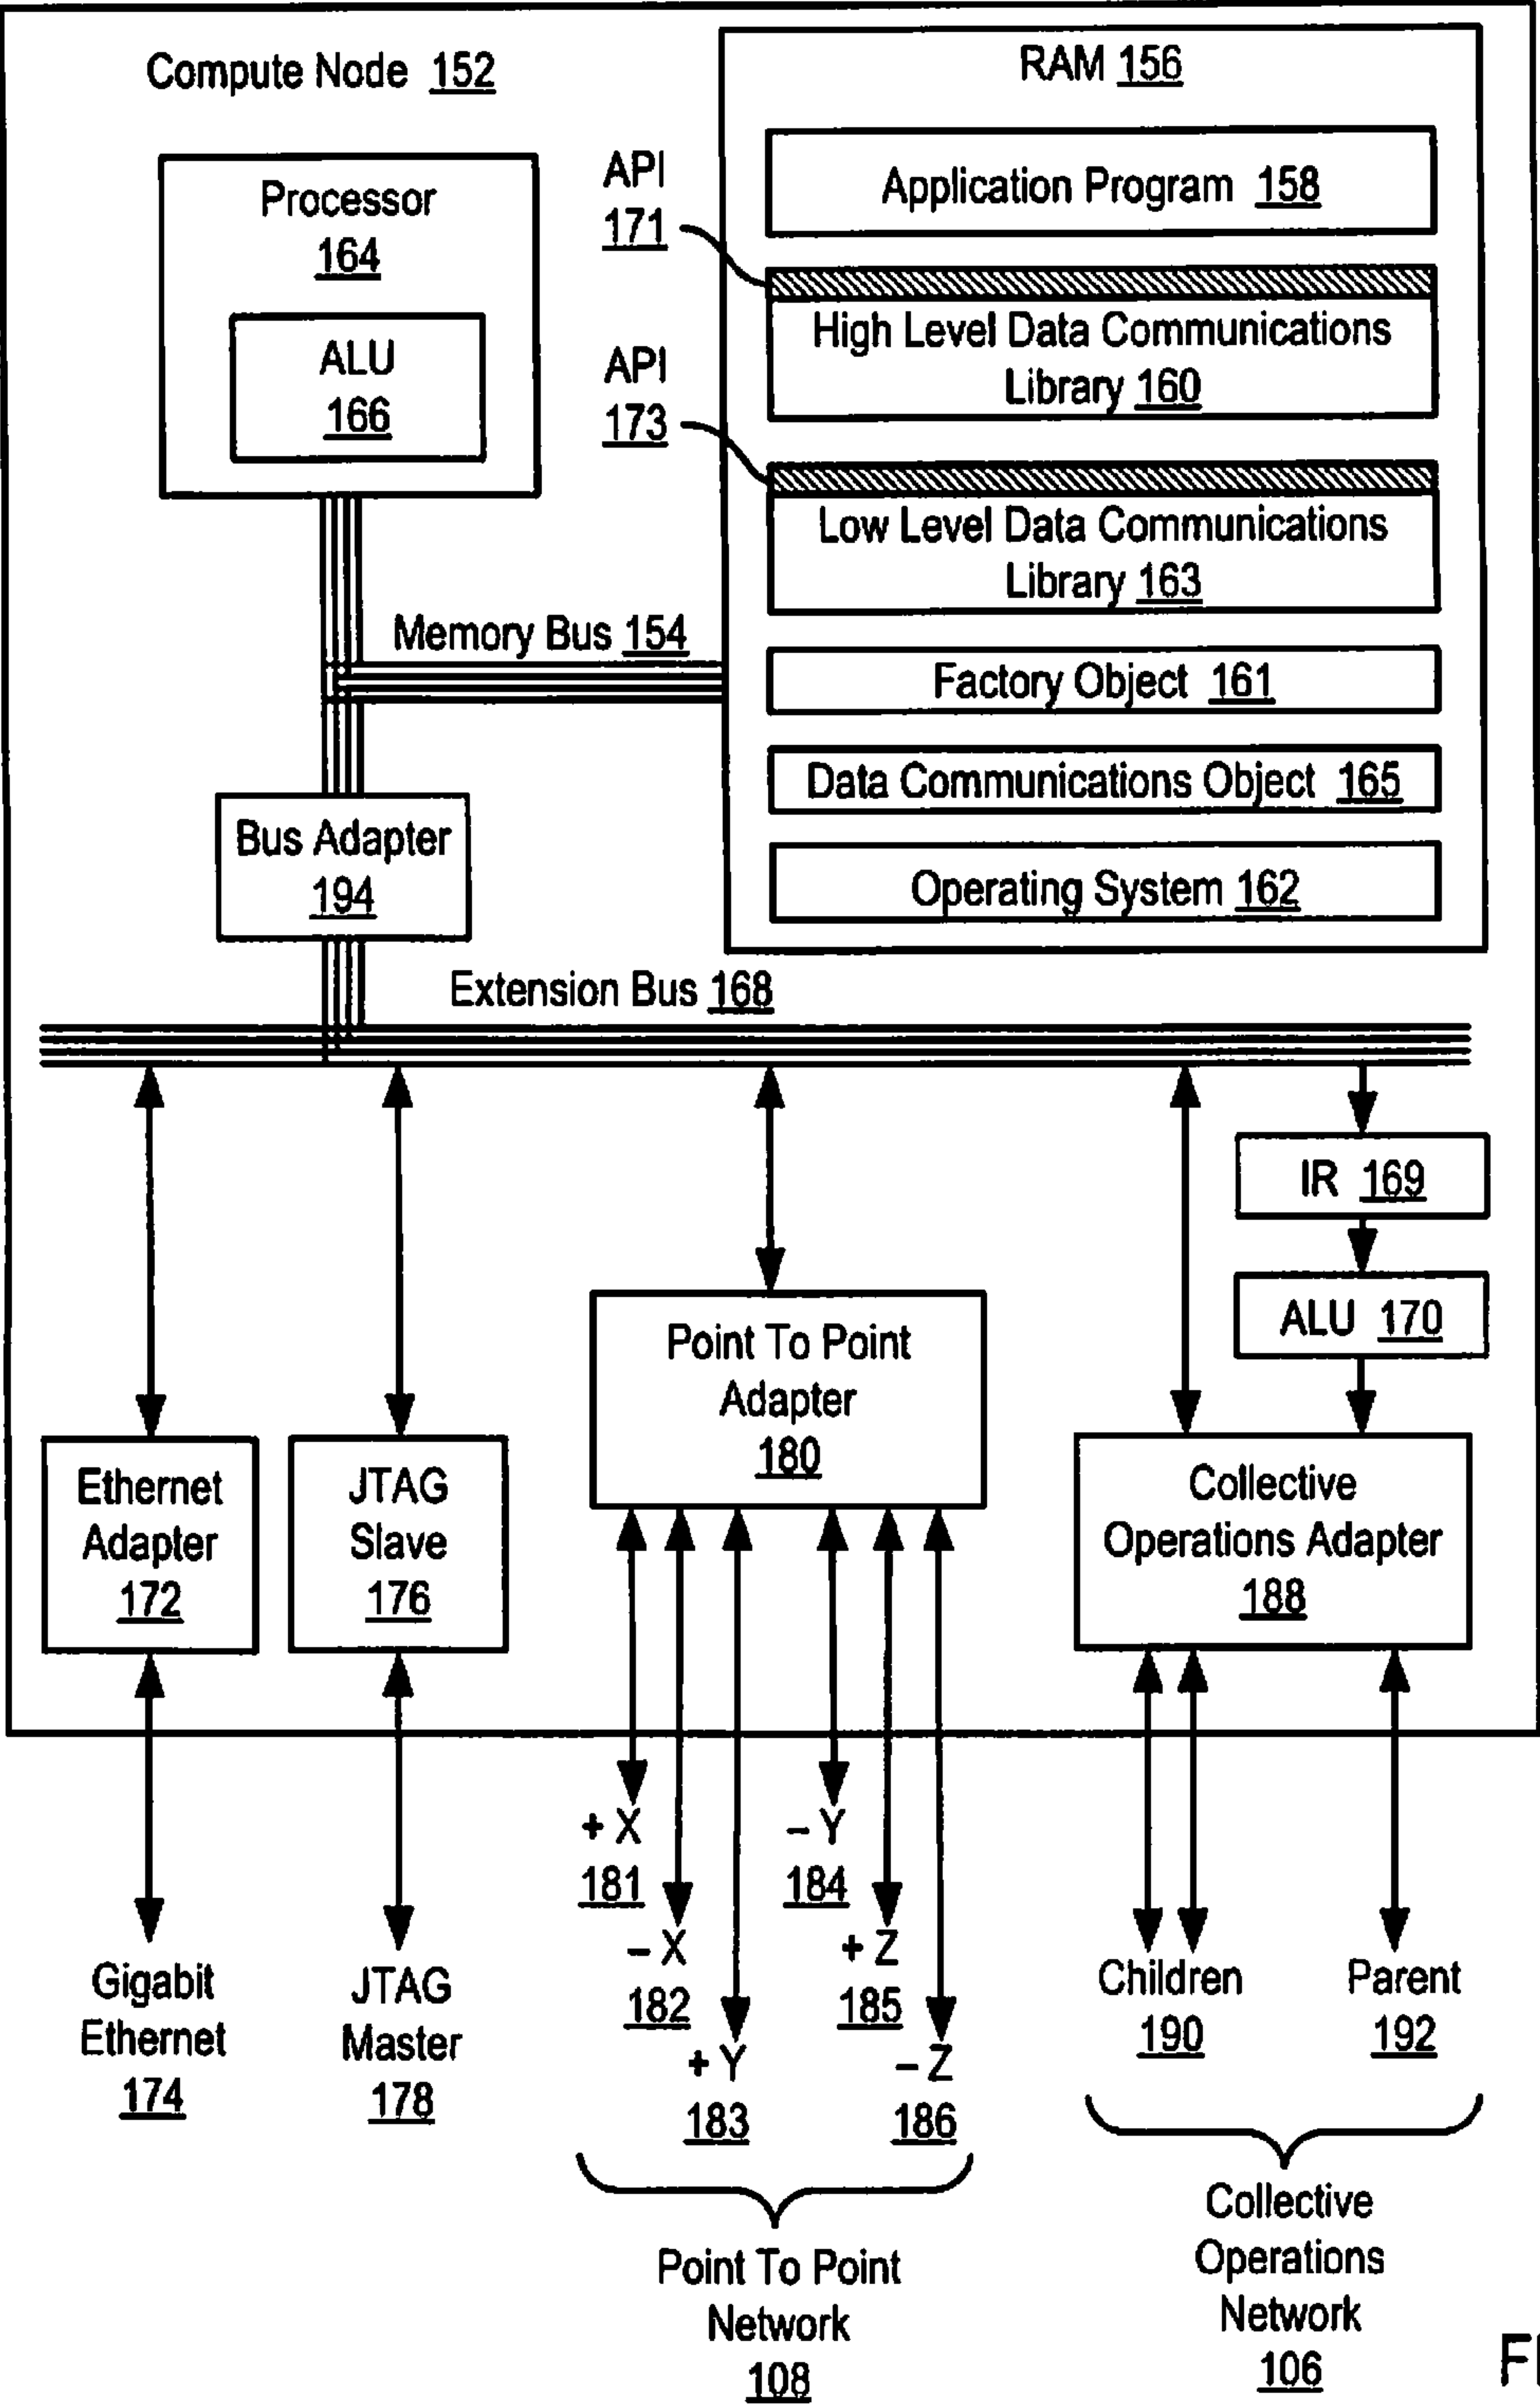 Compute Node 152
RAM 156
Processor
164
ALU
166
API
171
API
173
Application Program 158
High Level Data Communications
Library 160
Low Level Data Communications
Library 163
Factory Object 161
Data Communications Object 165
Operating System 162
Memory Bus 154
Bus Adapter
194
Extension Bus 168
IR 169
ALU 170
Point To Point
Adapter
180
Ethernet
Adapter
172
JTAG
Slave
176
Collective
Operations Adapter
188
+ X
181
– X
182
+ Y
183
– Y
184
+ Z
185
– Z
186
Gigabit
Ethernet
174
JTAG
Master
178
Children
190
Parent
192
Point To Point
Network
108
Collective
Operations
Network
106